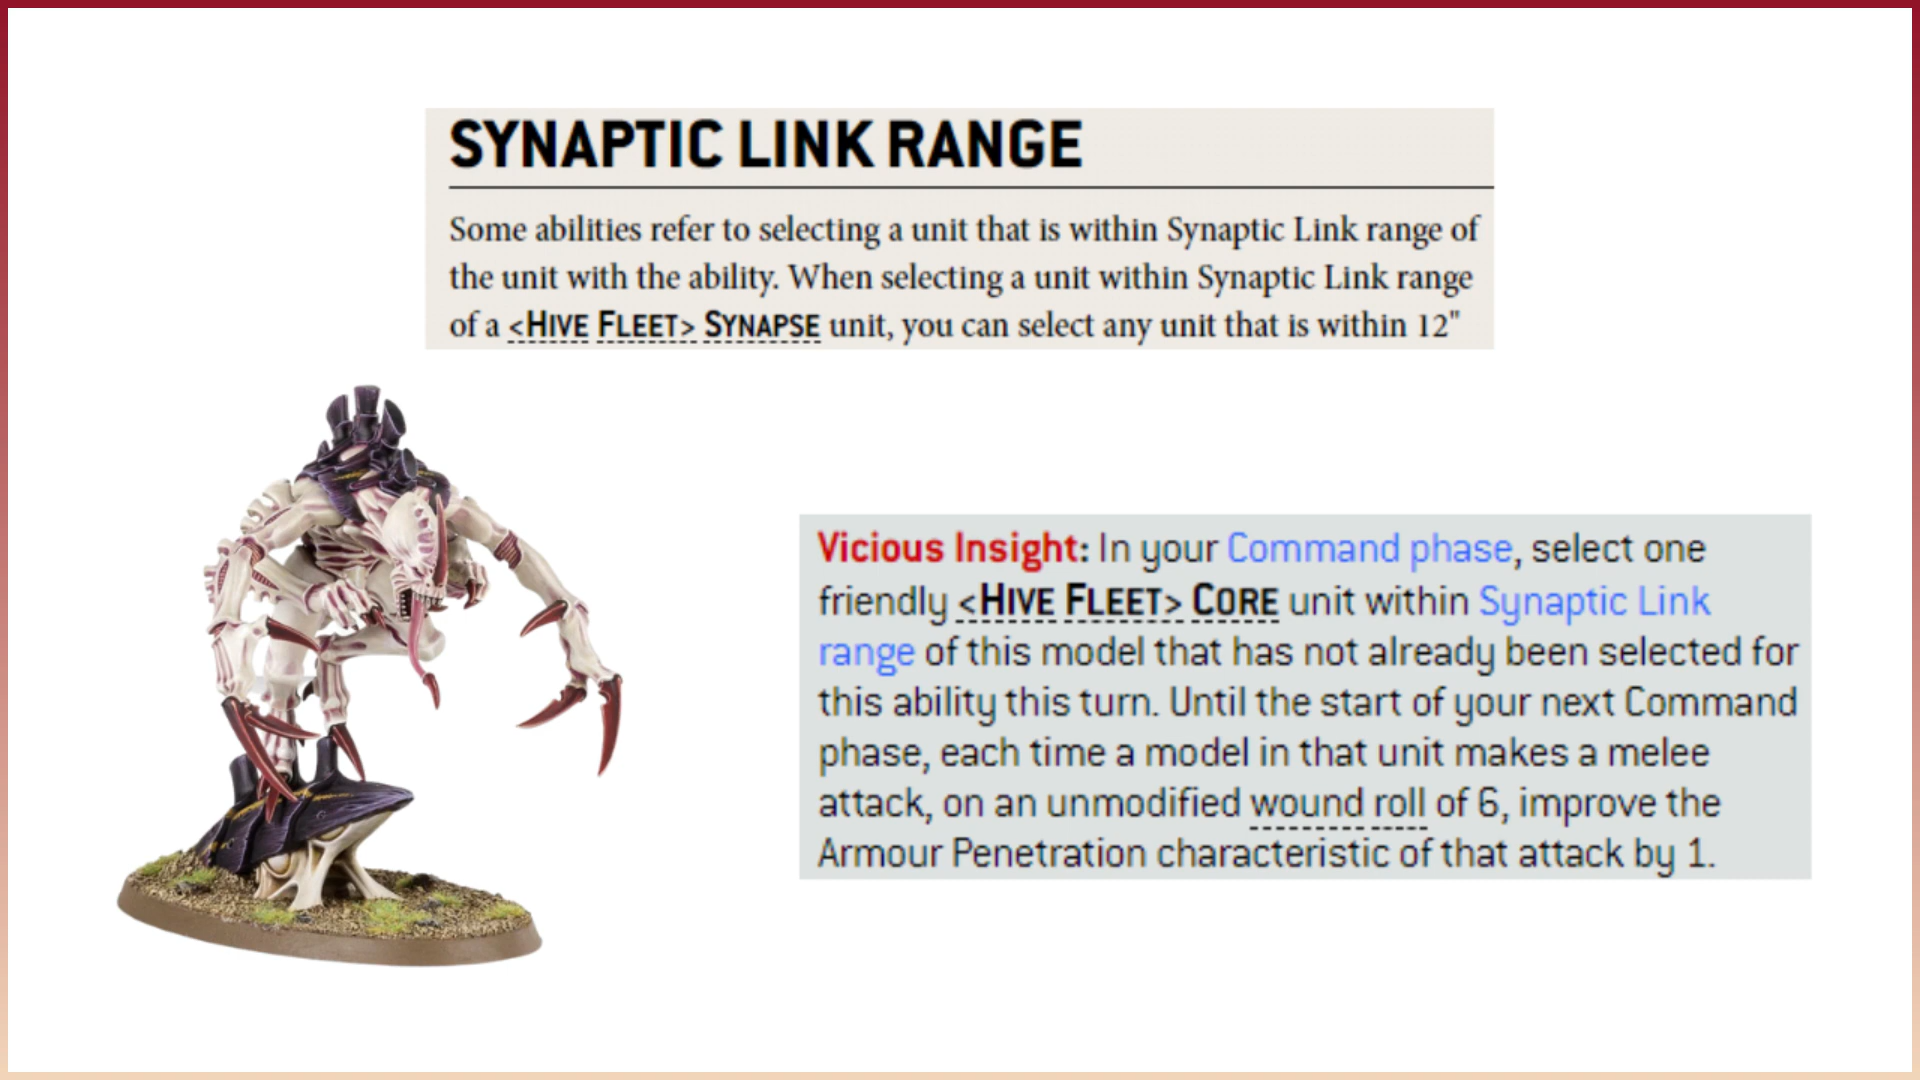 SYNAPTIC LINK RANGE
Some abilities refer to selecting a unit that is within Synaptic Link range of
the unit with the ability. When selecting a unit within Synaptic Link range
of a <HIVE FLEET> SYNAPSE unit, you can select any unit that is within 12"
Vicious Insight: In your Command phase, select one
friendly <HIVE FLEET> CORE unit within Synaptic Link
range of this model that has not already been selected for
this ability this turn. Until the start of your next Command
phase, each time a model in that unit makes a melee
attack, on an unmodified wound roll of 6, improve the
Armour Penetration characteristic of that attack by 1.